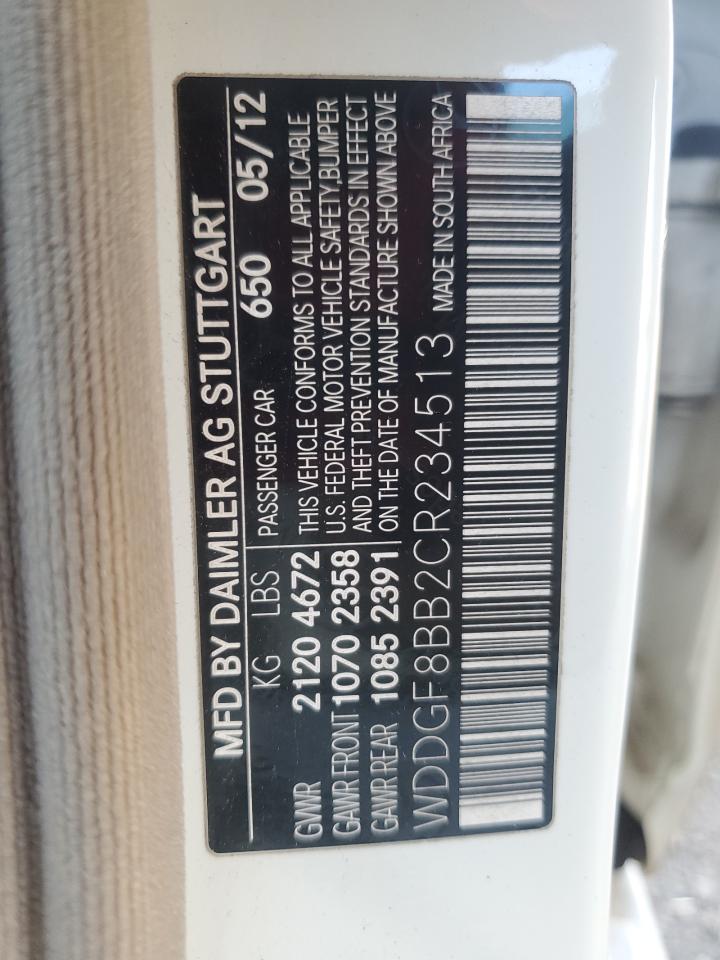 MFD BY DAIMLER AG STUTTGART
KG LBS PASSENGER CAR 650 05/12
GVWR 2120 4672 THIS VEHICLE CONFORMS TO ALL APPLICABLE
GAWR FRONT 1070 2358 U.S. FEDERAL MOTOR VEHICLE SAFETY,BUMPER
GAWR REAR 1085 2391 AND THEFT PREVENTION STANDARDS IN EFFECT
ON THE DATE OF MANUFACTURE SHOWN ABOVE
WDDGF8BB2CR234513 MADE IN SOUTH AFRICA